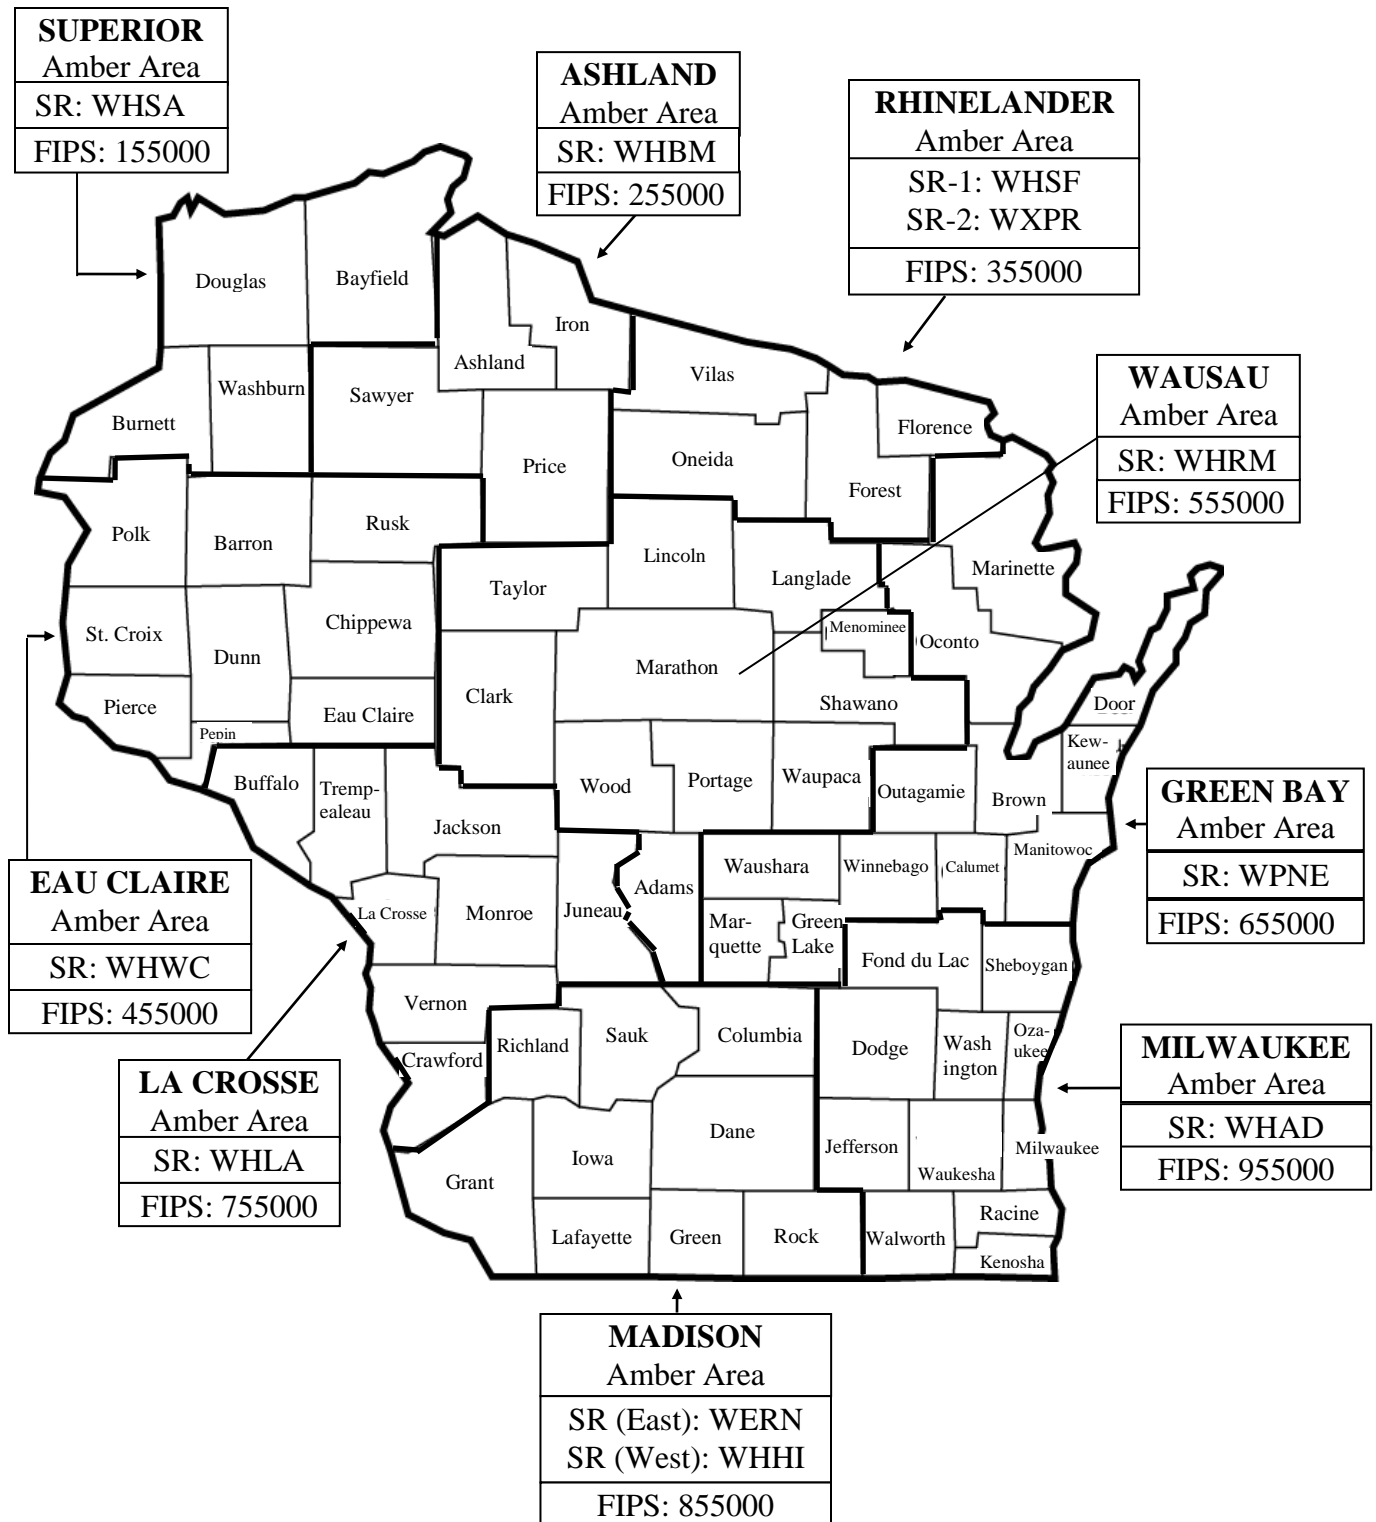 SUPERIOR
Amber Area
SR: WHSA
FIPS: 155000
ASHLAND
Amber Area
SR: WHBM
FIPS: 255000
RHINELANDER
Amber Area
SR-1: WHSF
SR-2: WXPR
FIPS: 355000
WAUSAU
Amber Area
SR: WHRM
FIPS: 555000
Douglas
Bayfield
Iron
Ashland
Vilas
Washburn
Sawyer
Burnett
Florence
Price
Oneida
Forest
Polk
Barron
Rusk
Lincoln
Langlade
Marinette
Taylor
St. Croix
Dunn
Chippewa
Menominee
Oconto
Marathon
Clark
Shawano
Pierce
Pepin
Eau Claire
Door
Kew-
aunee
Buffalo
Tremp-
ealeau
Wood
Portage
Waupaca
Outagamie
Brown
Jackson
Manitowoc
Waushara
Winnebago
Calumet
Adams
La Crosse
Monroe
Juneau
Mar-
quette
Green
Lake
Fond du Lac
Sheboygan
Vernon
Crawford
Richland
Sauk
Columbia
Dodge
Wash
ington
Oza-
ukee
Dane
Iowa
Grant
Jefferson
Waukesha
Milwaukee
Lafayette
Green
Rock
Walworth
Racine
Kenosha
GREEN BAY
Amber Area
SR: WPNE
FIPS: 655000
EAU CLAIRE
Amber Area
SR: WHWC
FIPS: 455000
MILWAUKEE
Amber Area
SR: WHAD
FIPS: 955000
LA CROSSE
Amber Area
SR: WHLA
FIPS: 755000
MADISON
Amber Area
SR (East): WERN
SR (West): WHHI
FIPS: 855000